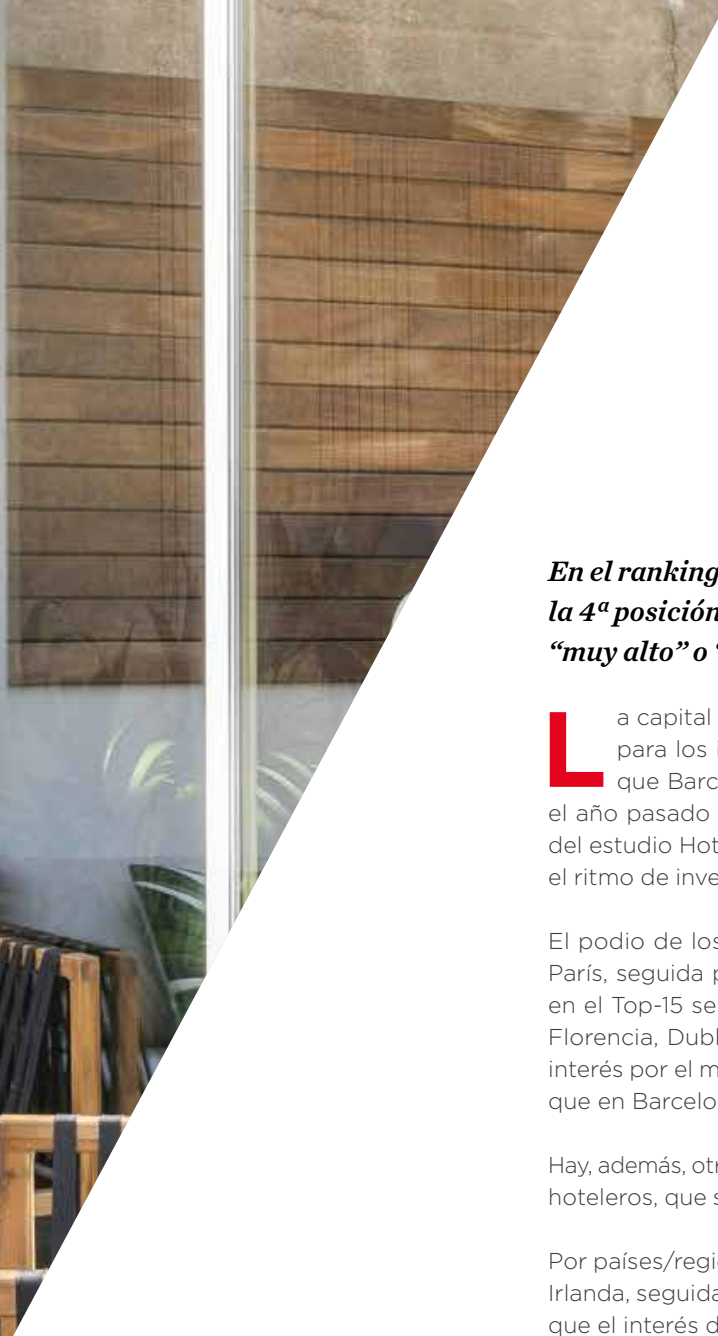 En el ranking
la 4ª posición
“muy alto” o
La capital
para los
que Barc
el año pasado
del estudio Hot
el ritmo de inve
El podio de los
París, seguida
en el Top-15 se
Florencia, Dubl
interés por el m
que en Barcelo
Hay, además, otr
hoteleros, que s
Por países/regi
Irlanda, seguida
que el interés d